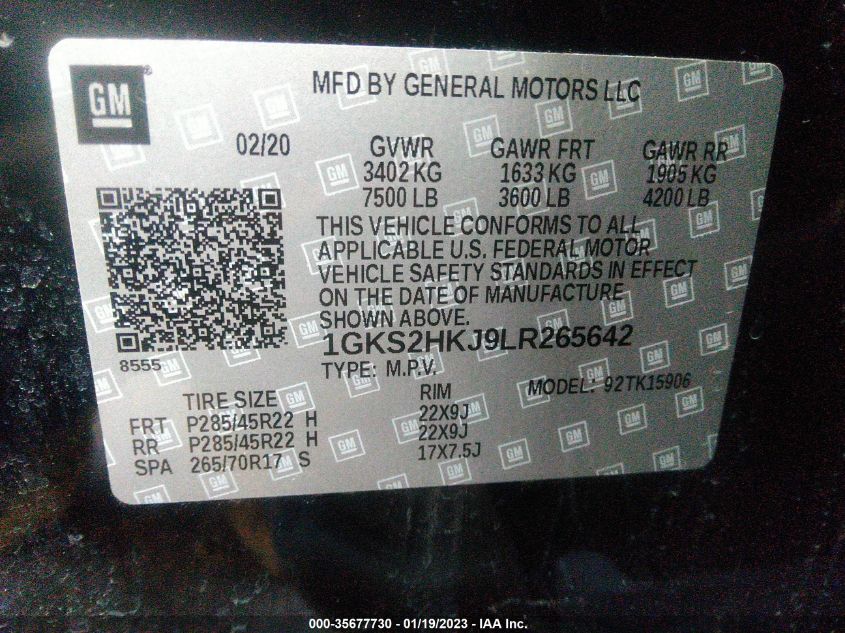 GM
MFD BY GENERAL MOTORS LLC
02/20 GVWR GAWR FRT GAWR RR
3402 KG 1633 KG 1905 KG
7500 LB 3600 LB 4200 LB
THIS VEHICLE CONFORMS TO ALL
APPLICABLE U.S. FEDERAL MOTOR
VEHICLE SAFETY STANDARDS IN EFFECT
ON THE DATE OF MANUFACTURE
SHOWN ABOVE.
1GKS2HKJ9LR265642
8555
TYPE: M.P.V. MODEL: 92TK15906
TIRE SIZE RIM
FRT P285/45R22 H 22X9J
RR P285/45R22 H 22X9J
SPA 265/70R17 S 17X7.5J
000-35677730 - 01/19/2023 - IAA Inc.